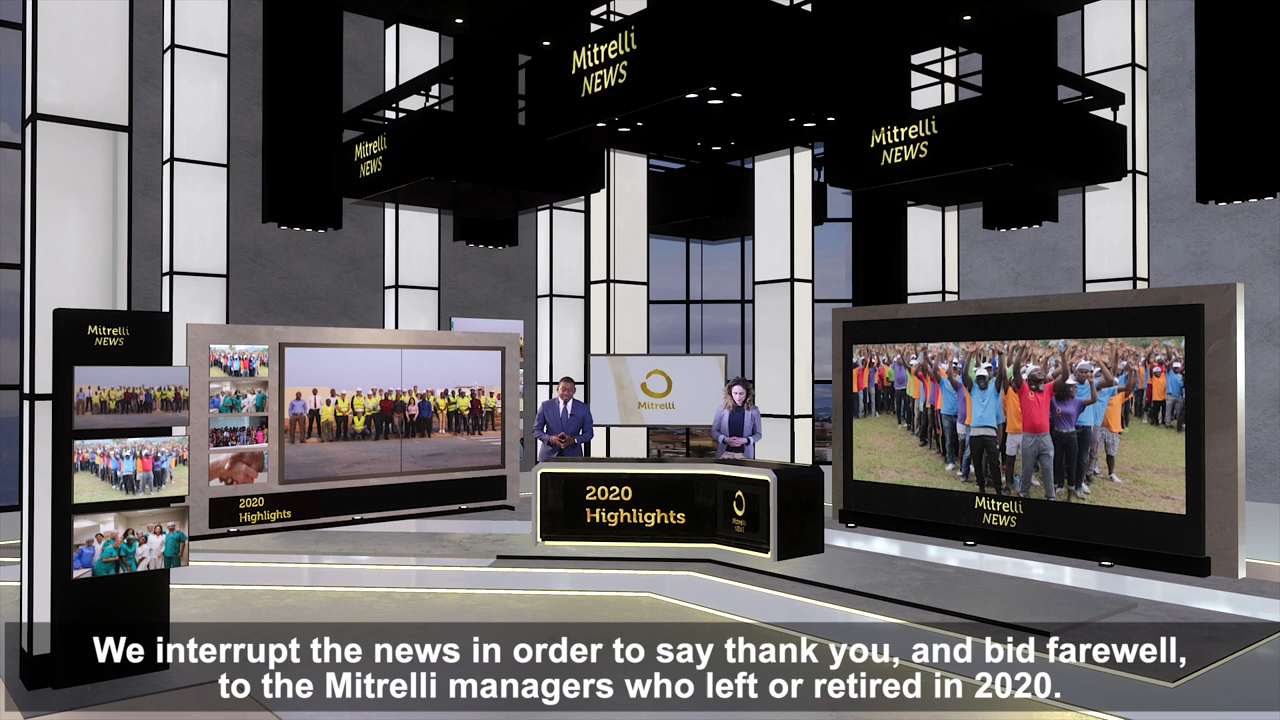 Mitrelli
NEWS
Mitrelli
NEWS
Mitrelli
NEWS
Mitrelli
NEWS
Mitrelli
2020
Highlights
2020
Highlights
Mitrelli
NEWS
Mitrelli
NEWS
We interrupt the news in order to say thank you, and bid farewell,
to the Mitrelli managers who left or retired in 2020.